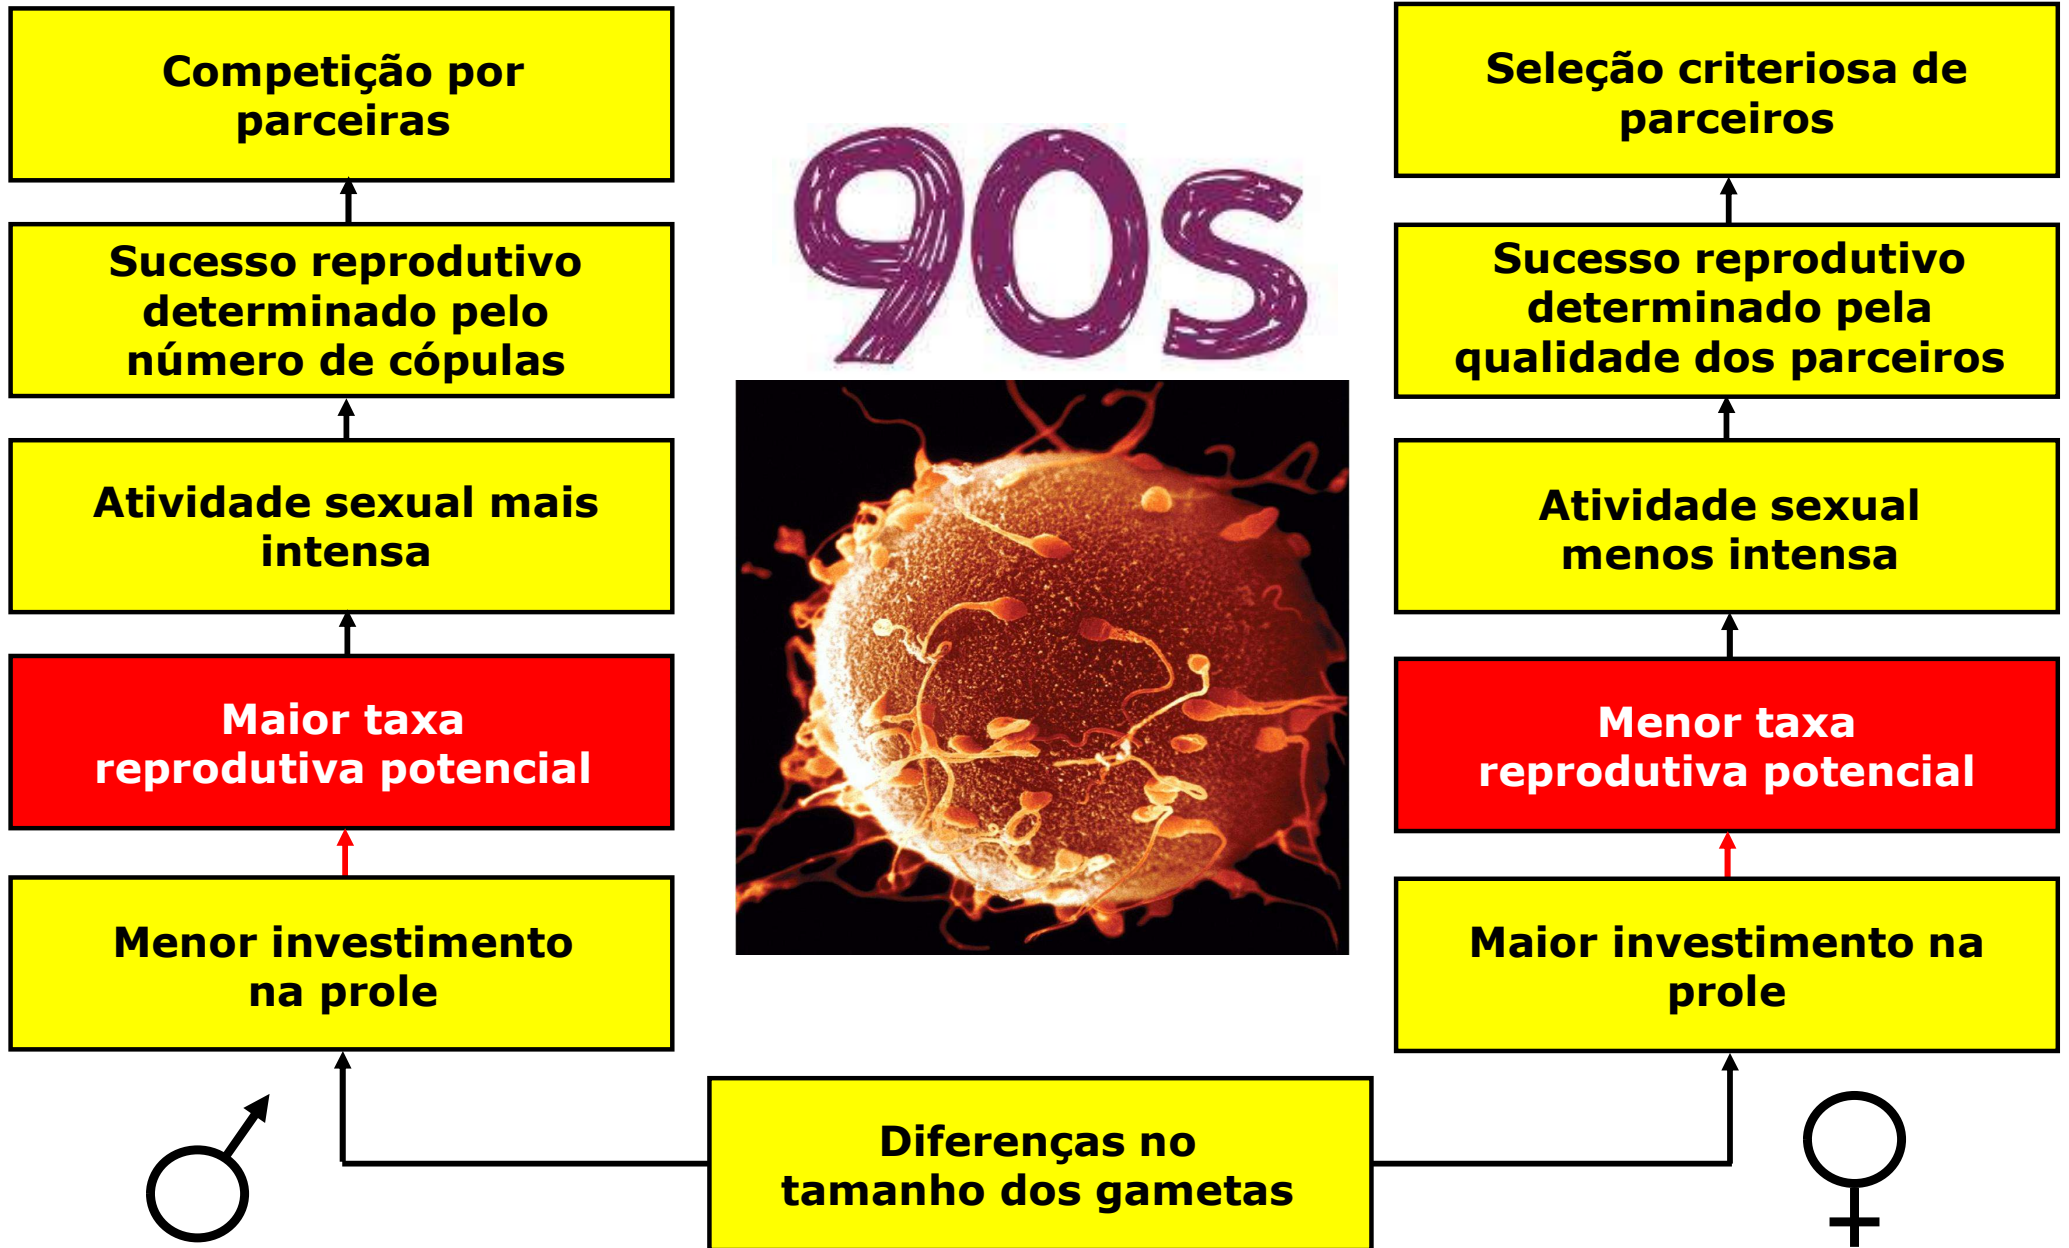 Competição por
parceiras
Sucesso reprodutivo
determinado pelo
número de cópulas
Atividade sexual mais
intensa
Maior taxa
reprodutiva potencial
Menor investimento
na prole
90s
Diferenças no
tamanho dos gametas
Seleção criteriosa de
parceiros
Sucesso reprodutivo
determinado pela
qualidade dos parceiros
Atividade sexual
menos intensa
Menor taxa
reprodutiva potencial
Maior investimento na
prole